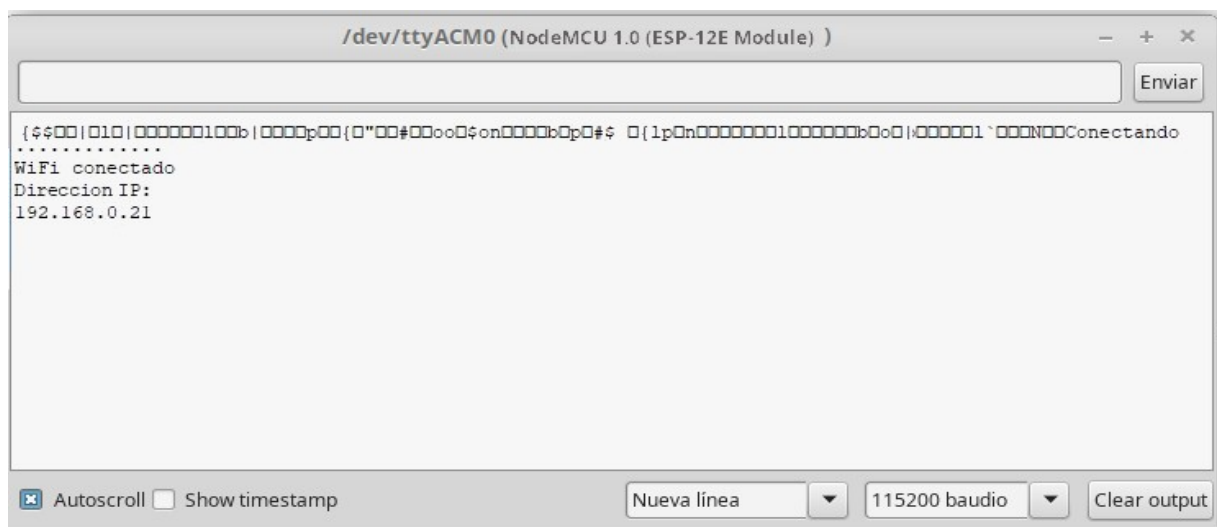 /dev/ttyACM0 (NodeMCU 1.0 (ESP-12E Module) )
Enviar
Conectando
.............
WiFi conectado
Direccion IP:
192.168.0.21
Autoscroll Show timestamp Nueva línea 115200 baudio Clear output